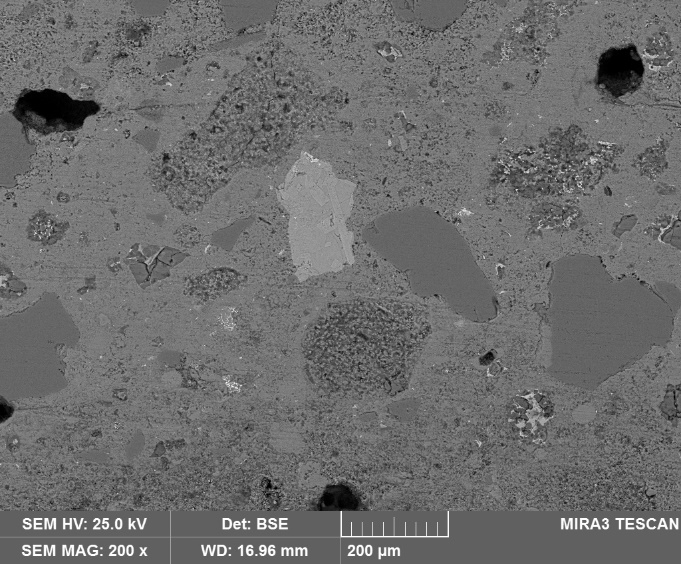 SEM HV: 25.0 kV Det: BSE MIRA3 TESCAN
SEM MAG: 200 x WD: 16.96 mm 200 µm